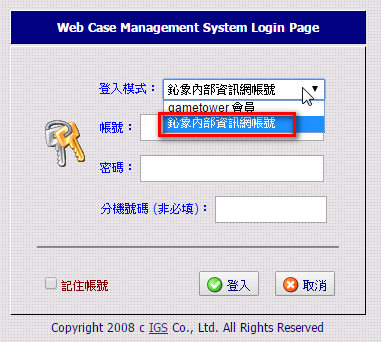 Web Case Management System Login Page
登入模式： 鈊象內部資訊網帳號
gametower 會員
鈊象內部資訊網帳號
帳號：
密碼：
分機號碼 (非必填)：
記住帳號 登入 取消
Copyright 2008 c IGS Co., Ltd. All Rights Reserved